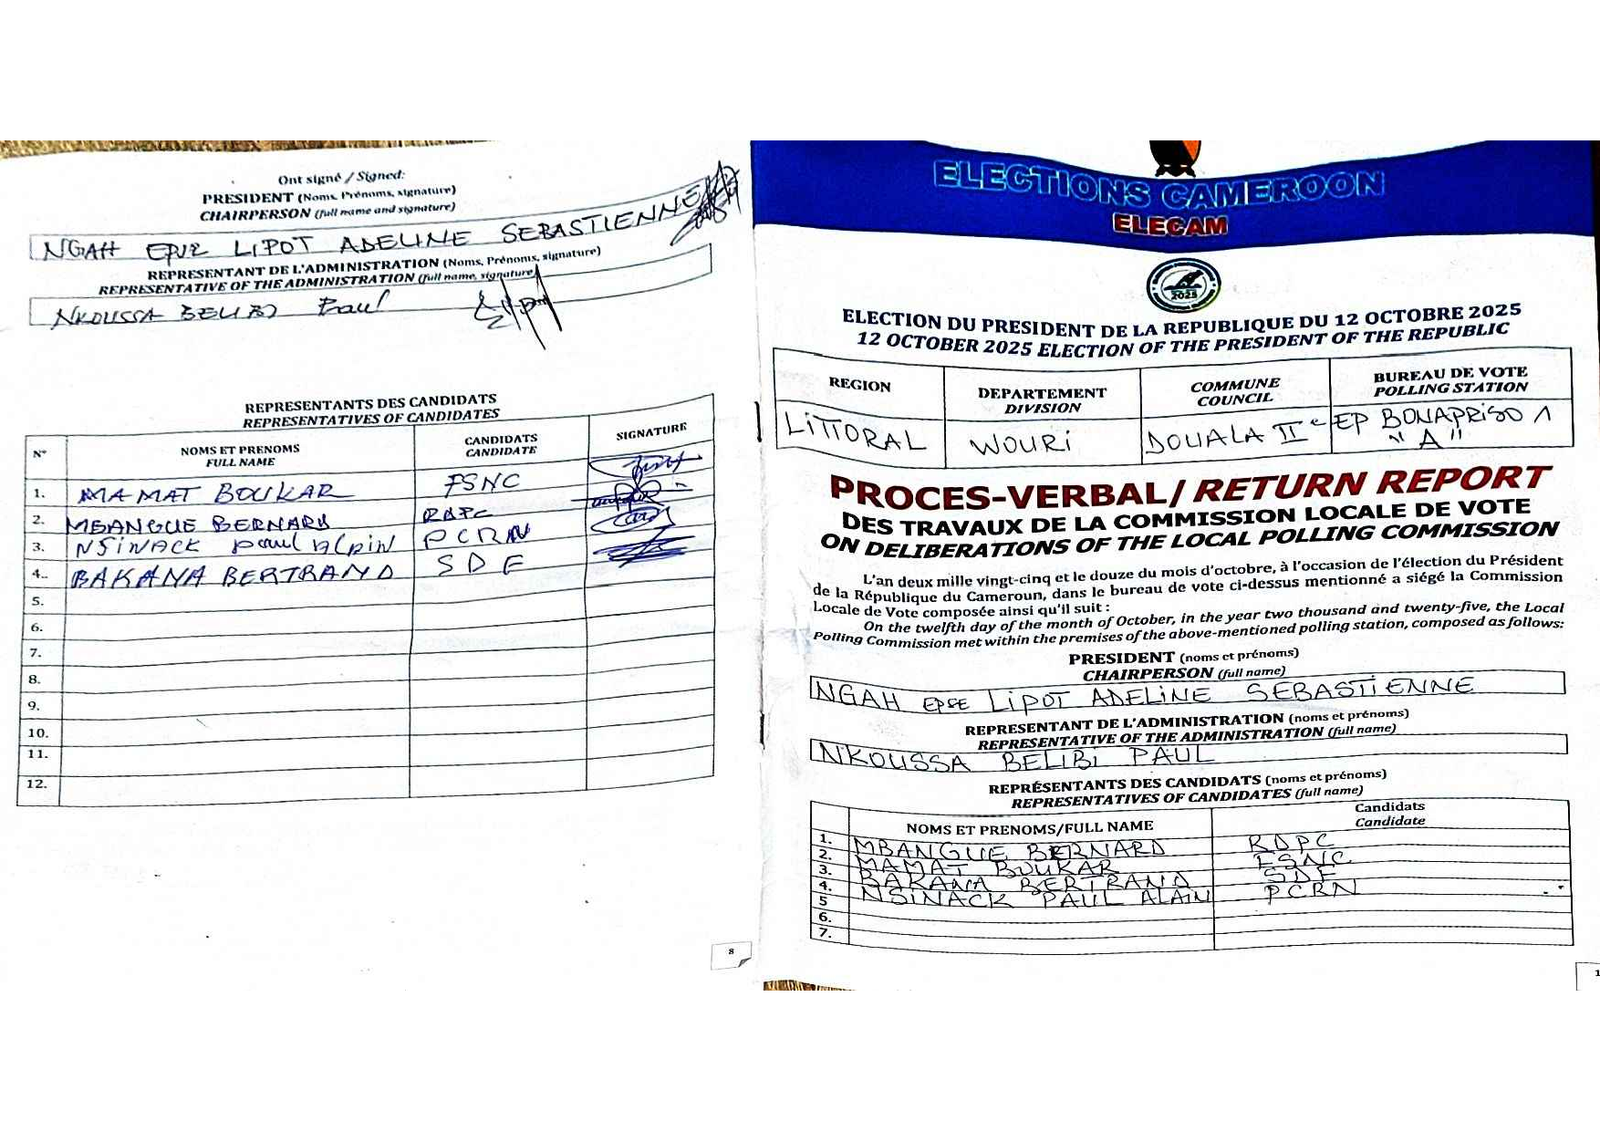 Ont signé / Signed:
PRESIDENT (Noms, Prénoms, signature)
CHAIRPERSON (full name and signature)
NGAH EPSE LIPOT ADELINE SEBASTIENNE
REPRESENTANT DE L'ADMINISTRATION (Noms, Prénoms, signature)
REPRESENTATIVE OF THE ADMINISTRATION (full name, signature)
NKOUSSA BELIBI Paul
REPRESENTANTS DES CANDIDATS
REPRESENTATIVES OF CANDIDATES
N° NOMS ET PRENOMS FULL NAME CANDIDATS CANDIDATE SIGNATURE
1. MAMAT BOUKAR FSNC
2. MBANGUE BERNARD RDPC
3. NSINACK paul PCRN
4. BAKANA BERTRAND SDF
5.
6.
7.
8.
9.
10.
11.
12.
8
ELECTIONS CAMEROON
ELECAM
2025
ELECTION DU PRESIDENT DE LA REPUBLIQUE DU 12 OCTOBRE 2025
12 OCTOBER 2025 ELECTION OF THE PRESIDENT OF THE REPUBLIC
REGION DEPARTEMENT DIVISION COMMUNE COUNCIL BUREAU DE VOTE POLLING STATION
LITTORAL WOURI DOUALA IIe EP BONAPRISO 1 "A"
PROCES-VERBAL/ RETURN REPORT
DES TRAVAUX DE LA COMMISSION LOCALE DE VOTE
ON DELIBERATIONS OF THE LOCAL POLLING COMMISSION
L'an deux mille vingt-cinq et le douze du mois d'octobre, à l'occasion de l'élection du Président
de la République du Cameroun, dans le bureau de vote ci-dessus mentionné a siégé la Commission
Locale de Vote composée ainsi qu'il suit :
On the twelfth day of the month of October, in the year two thousand and twenty-five, the Local
Polling Commission met within the premises of the above-mentioned polling station, composed as follows:
PRESIDENT (noms et prénoms)
CHAIRPERSON (full name)
NGAH EPSE LIPOT ADELINE SEBASTIENNE
REPRESENTANT DE L'ADMINISTRATION (noms et prénoms)
REPRESENTATIVE OF THE ADMINISTRATION (full name)
NKOUSSA BELIBI PAUL
REPRÉSENTANTS DES CANDIDATS (noms et prénoms)
REPRESENTATIVES OF CANDIDATES (full name)
NOMS ET PRENOMS/FULL NAME Candidats Candidate
1. MBANGUE BERNARD RDPC
2. MAMAT BOUKAR FSNC
3. BAKANA BERTRAND SDF
4. NSINACK PAUL ALAIN PCRN
5
6.
7.
1